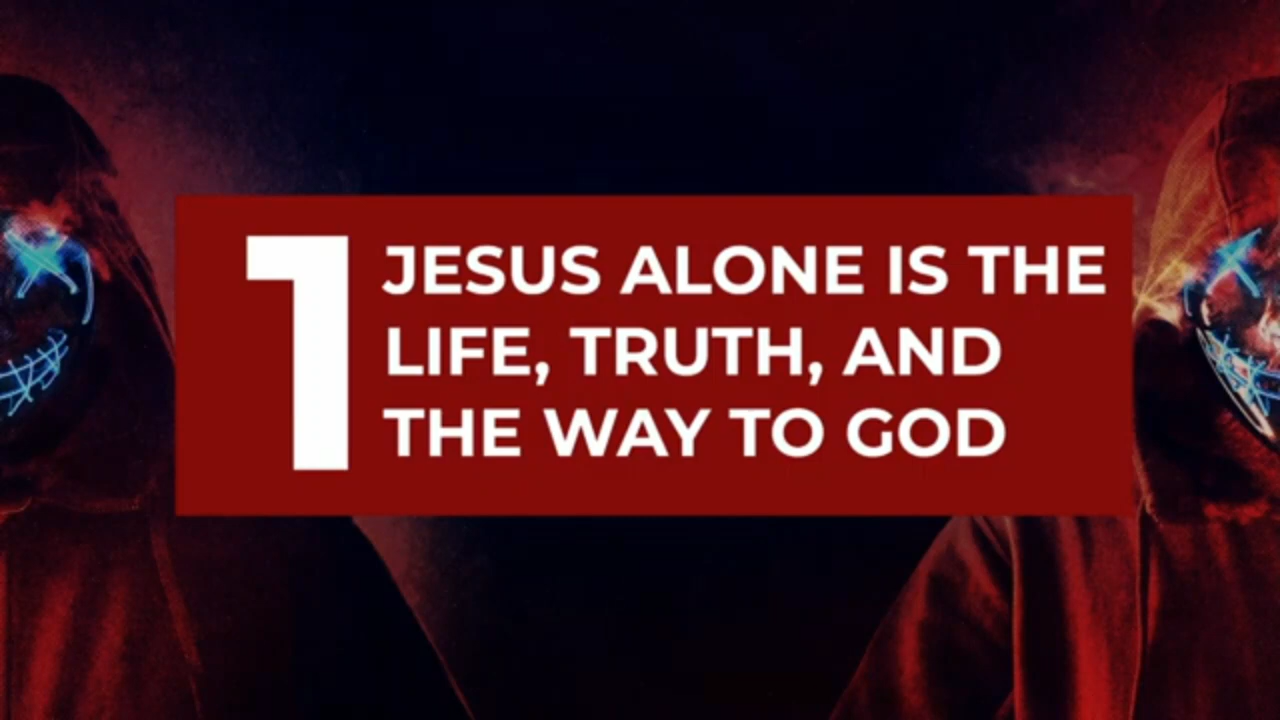 1
JESUS ALONE IS THE
LIFE, TRUTH, AND
THE WAY TO GOD